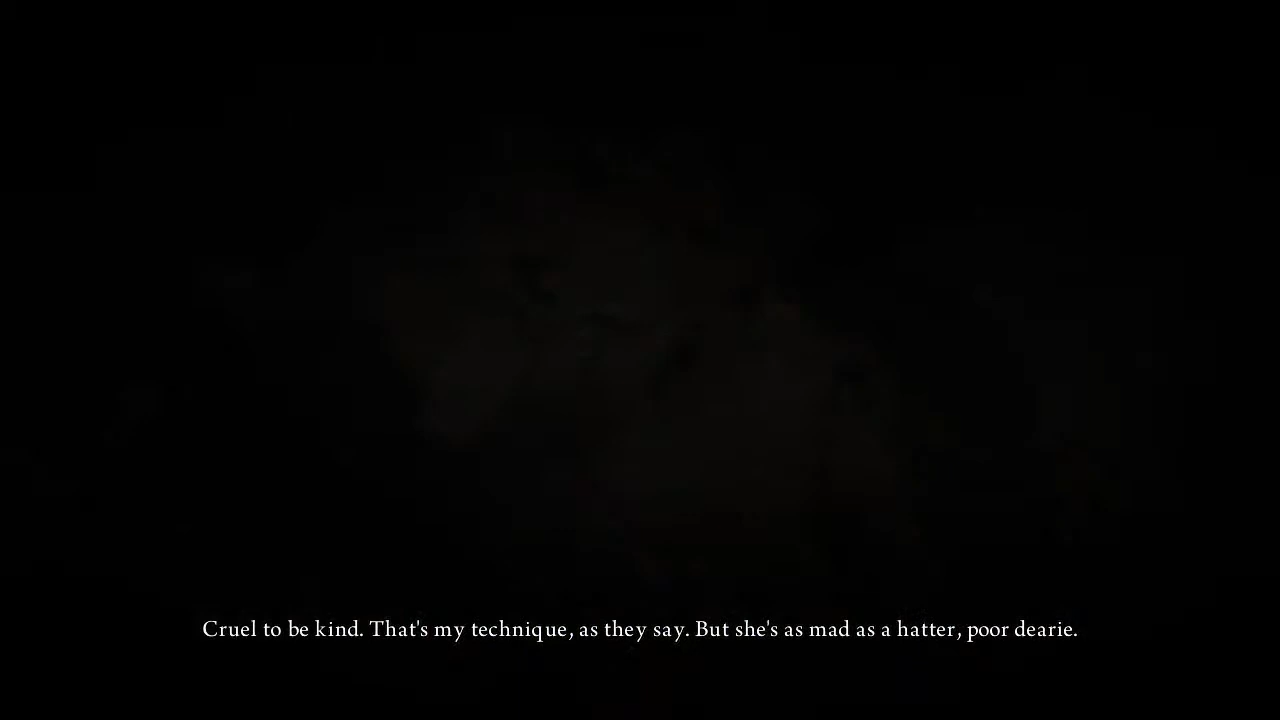 Cruel to be kind. That's my technique, as they say. But she's as mad as a hatter, poor dearie.